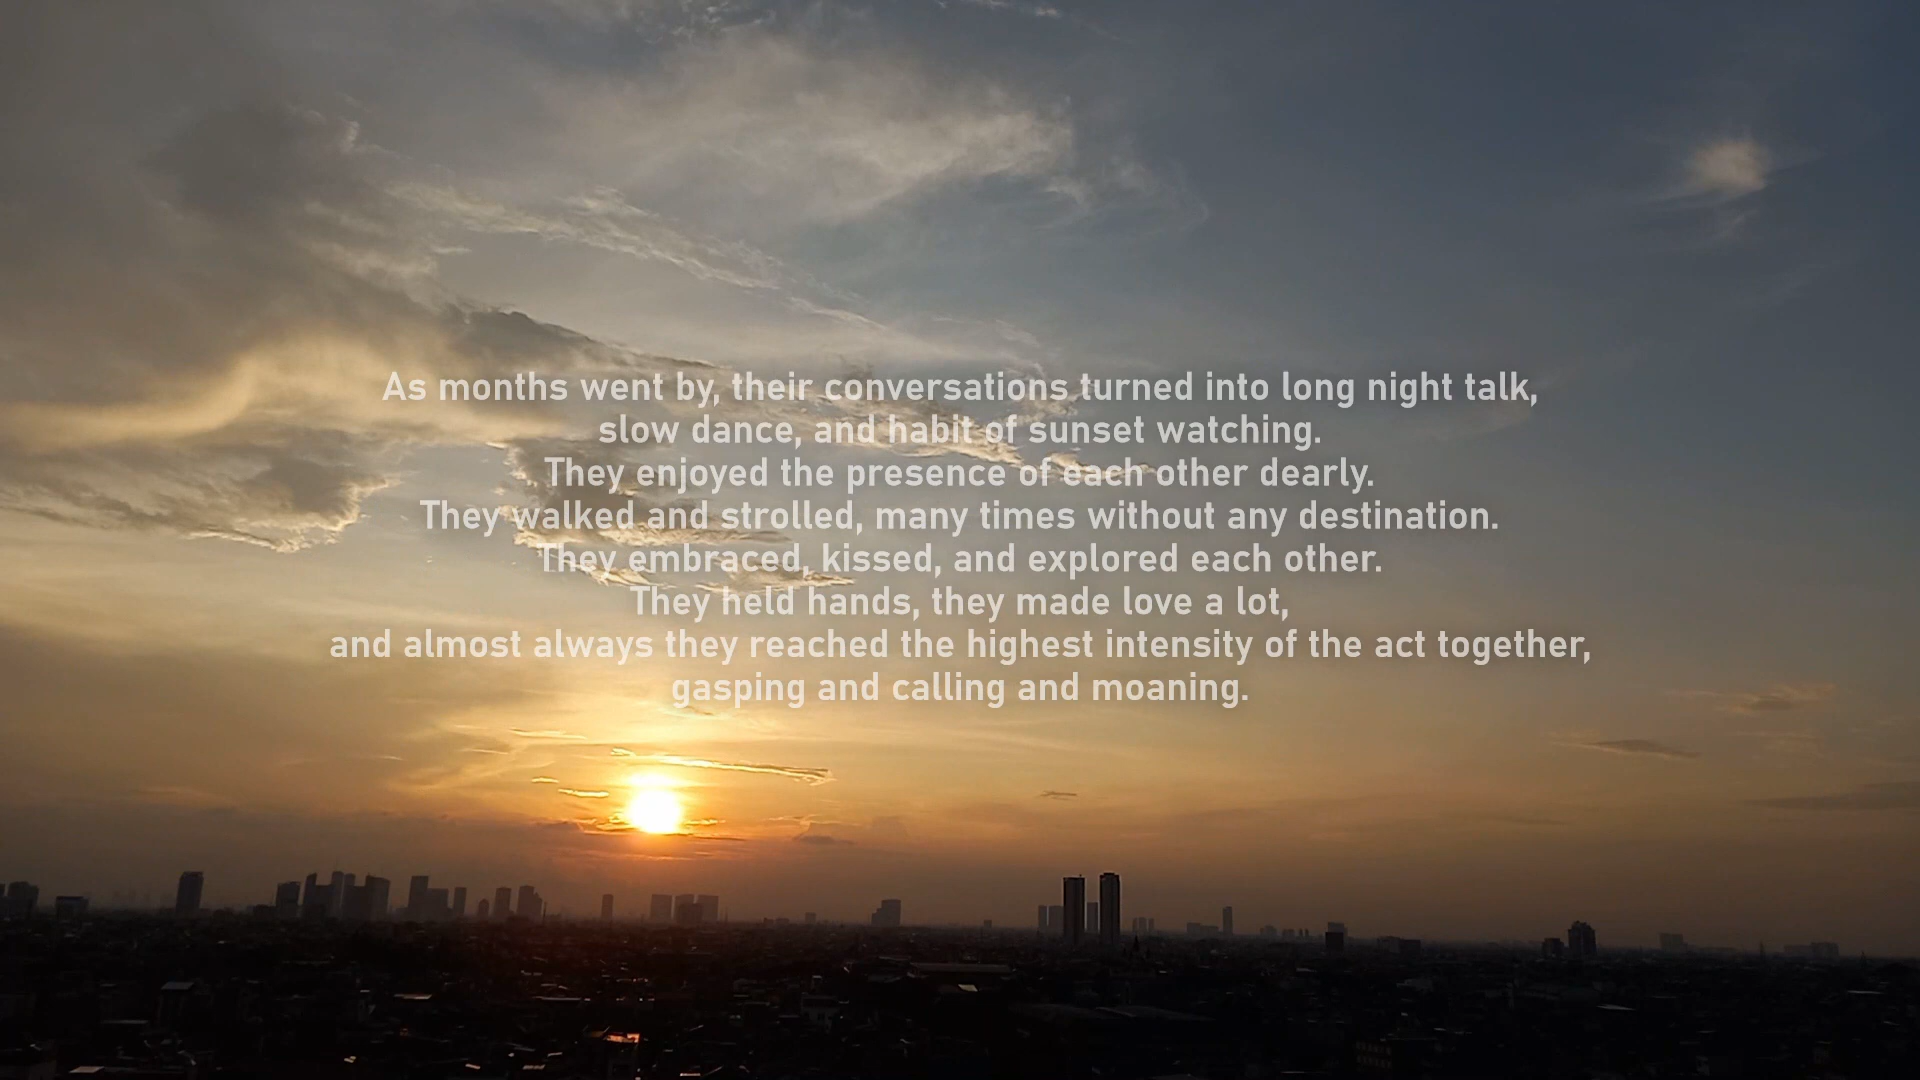 As months went by, their conversations turned into long night talk,
slow dance, and habit of sunset watching.
They enjoyed the presence of each other dearly.
They walked and strolled, many times without any destination.
They embraced, kissed, and explored each other.
They held hands, they made love a lot,
and almost always they reached the highest intensity of the act together,
gasping and calling and moaning.